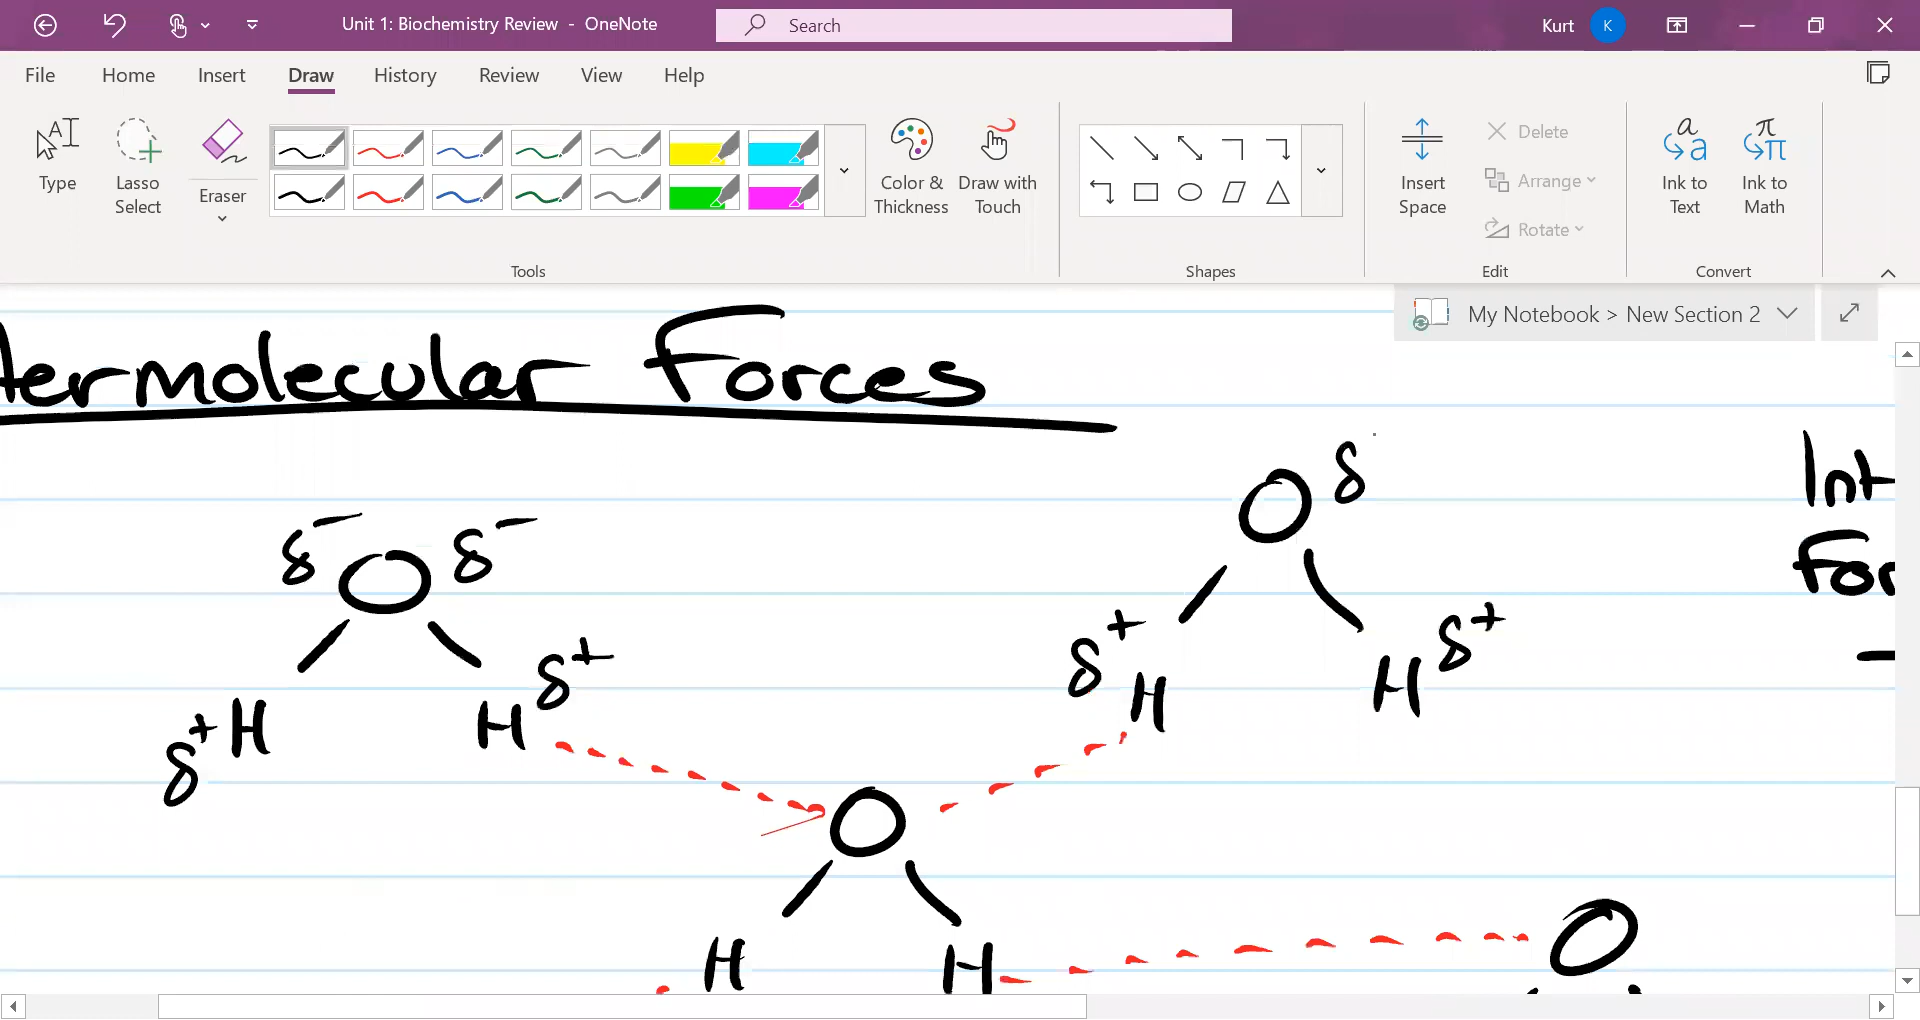 Unit 1: Biochemistry Review - OneNote
Search
Kurt
K
File Home Insert Draw History Review View Help
Type
Lasso Select
Eraser
Color & Thickness
Draw with Touch
Insert Space
Delete
Arrange
Rotate
Ink to Text
Ink to Math
Tools
Shapes
Edit
Convert
My Notebook > New Section 2
termolecular Forces
Int
For
O δ
δ⁻ O δ⁻
δ⁺ H
H δ⁺
δ⁺ H
H δ⁺
O
H
H
O